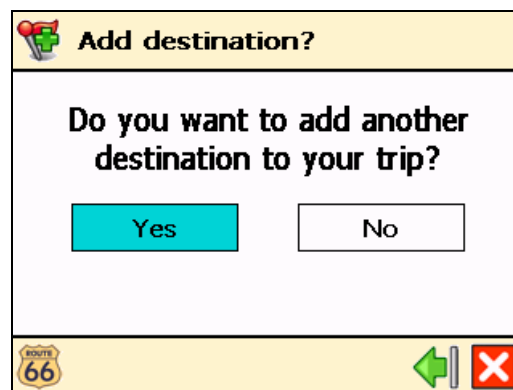 Add destination?
Do you want to add another
destination to your trip?
Yes
No
ROUTE
66